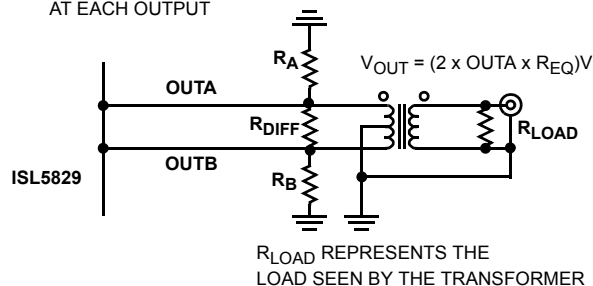 AT EACH OUTPUT
RA
VOUT = (2 x OUTA x REQ)V
OUTA
RDIFF
RLOAD
OUTB
ISL5829
RB
RLOAD REPRESENTS THE
LOAD SEEN BY THE TRANSFORMER